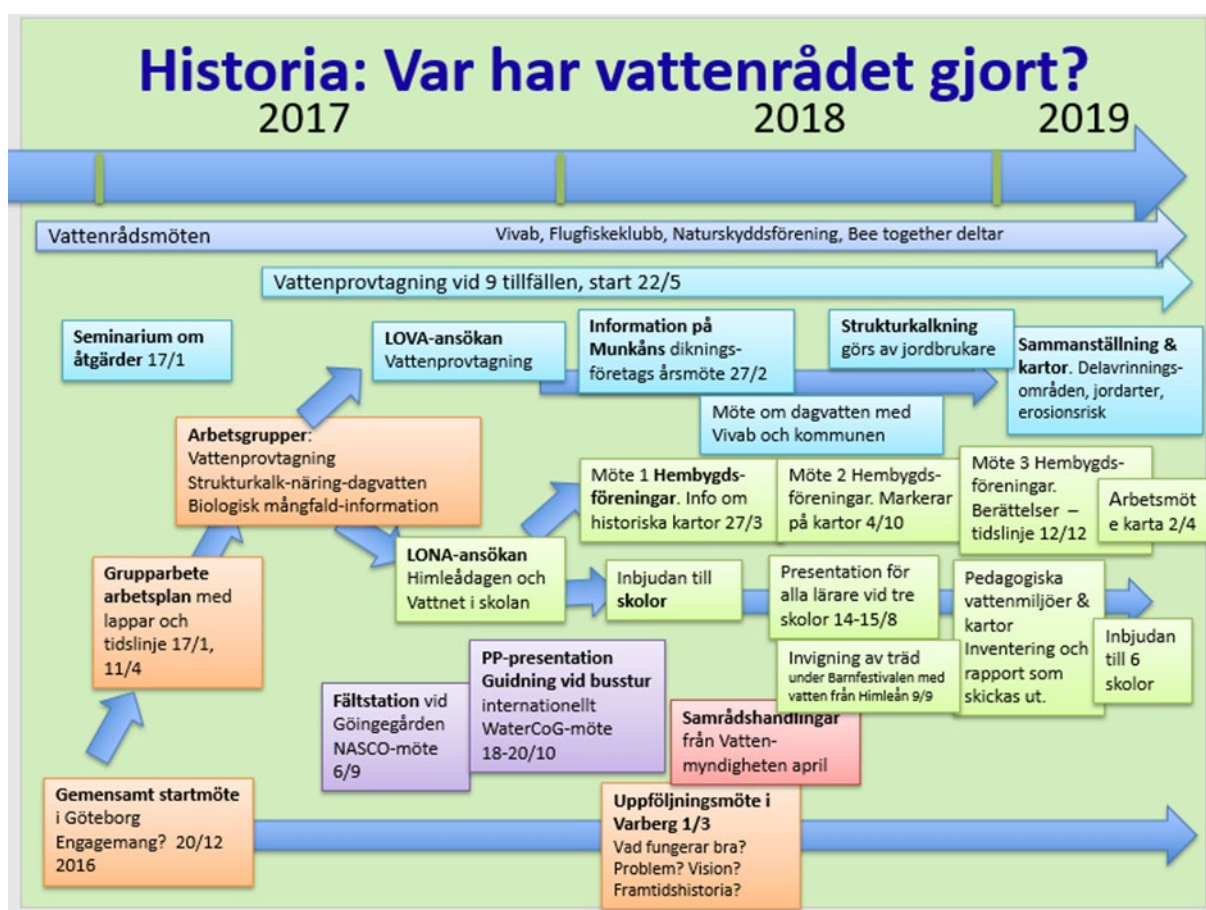 Historia: Var har vattenrådet gjort?
2017
2018
2019
Vattenrådsmöten
Vivab, Flugfiskeklubb, Naturskyddsförening, Bee together deltar
Vattenprovtagning vid 9 tillfällen, start 22/5
Seminarium om
åtgärder 17/1
LOVA-ansökan
Vattenprovtagning
Information på
Munkåns diknings-
företags årsmöte 27/2
Strukturkalkning
görs av jordbrukare
Sammanställning &
kartor. Delavrinnings-
områden, jordarter,
erosionsrisk
Möte om dagvatten med
Vivab och kommunen
Arbetsgrupper:
Vattenprovtagning
Strukturkalk-näring-dagvatten
Biologisk mångfald-information
Möte 1 Hembygds-
föreningar. Info om
historiska kartor 27/3
Möte 2 Hembygds-
föreningar. Markerar
på kartor 4/10
Möte 3 Hembygds-
föreningar.
Berättelser –
tidslinje 12/12
Arbetsmöt
e karta 2/4
LONA-ansökan
Himleådagen och
Vattnet i skolan
Inbjudan till
skolor
Presentation för
alla lärare vid tre
skolor 14-15/8
Pedagogiska
vattenmiljöer &
kartor
Inventering och
rapport som
skickas ut.
Inbjudan
till 6
skolor
Grupparbete
arbetsplan med
lappar och
tidslinje 17/1,
11/4
Invigning av träd
under Barnfestivalen med
vatten från Himleån 9/9
Fältstation vid
Göingegården
NASCO-möte
6/9
PP-presentation
Guidning vid busstur
internationellt
WaterCoG-möte
18-20/10
Samrådshandlingar
från Vatten-
myndigheten april
Gemensamt startmöte
i Göteborg
Engagemang? 20/12
2016
Uppföljningsmöte i
Varberg 1/3
Vad fungerar bra?
Problem? Vision?
Framtidshistoria?